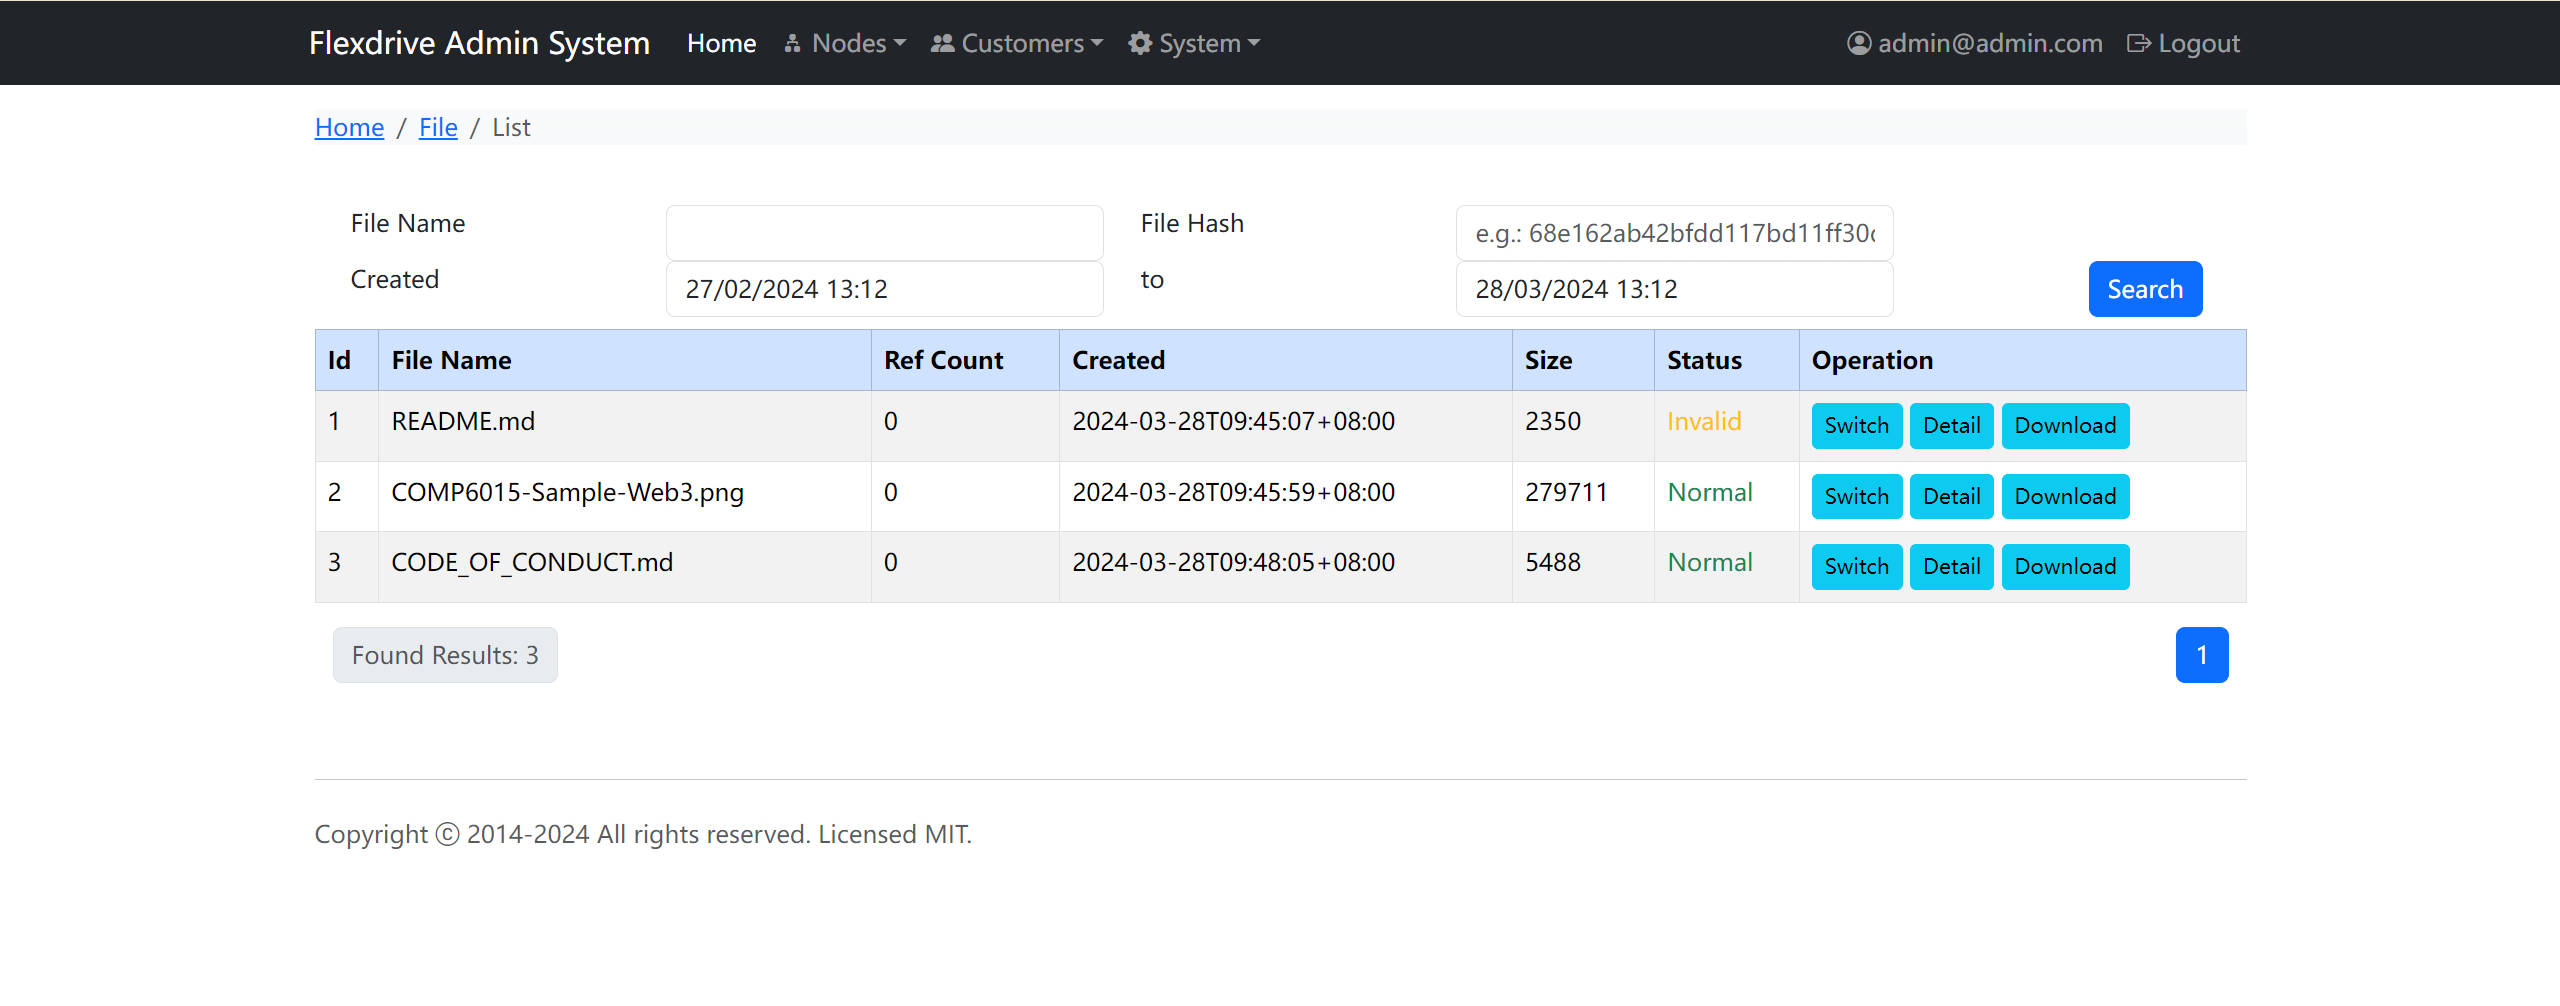 Flexdrive Admin System Home Nodes Customers System admin@admin.com Logout
Home / File / List
File Name File Hash e.g.: 68e162ab42bfdd117bd11ff30
Created 27/02/2024 13:12 to 28/03/2024 13:12 Search
Id File Name Ref Count Created Size Status Operation
1 README.md 0 2024-03-28T09:45:07+08:00 2350 Invalid Switch Detail Download
2 COMP6015-Sample-Web3.png 0 2024-03-28T09:45:59+08:00 279711 Normal Switch Detail Download
3 CODE_OF_CONDUCT.md 0 2024-03-28T09:48:05+08:00 5488 Normal Switch Detail Download
Found Results: 3 1
Copyright © 2014-2024 All rights reserved. Licensed MIT.